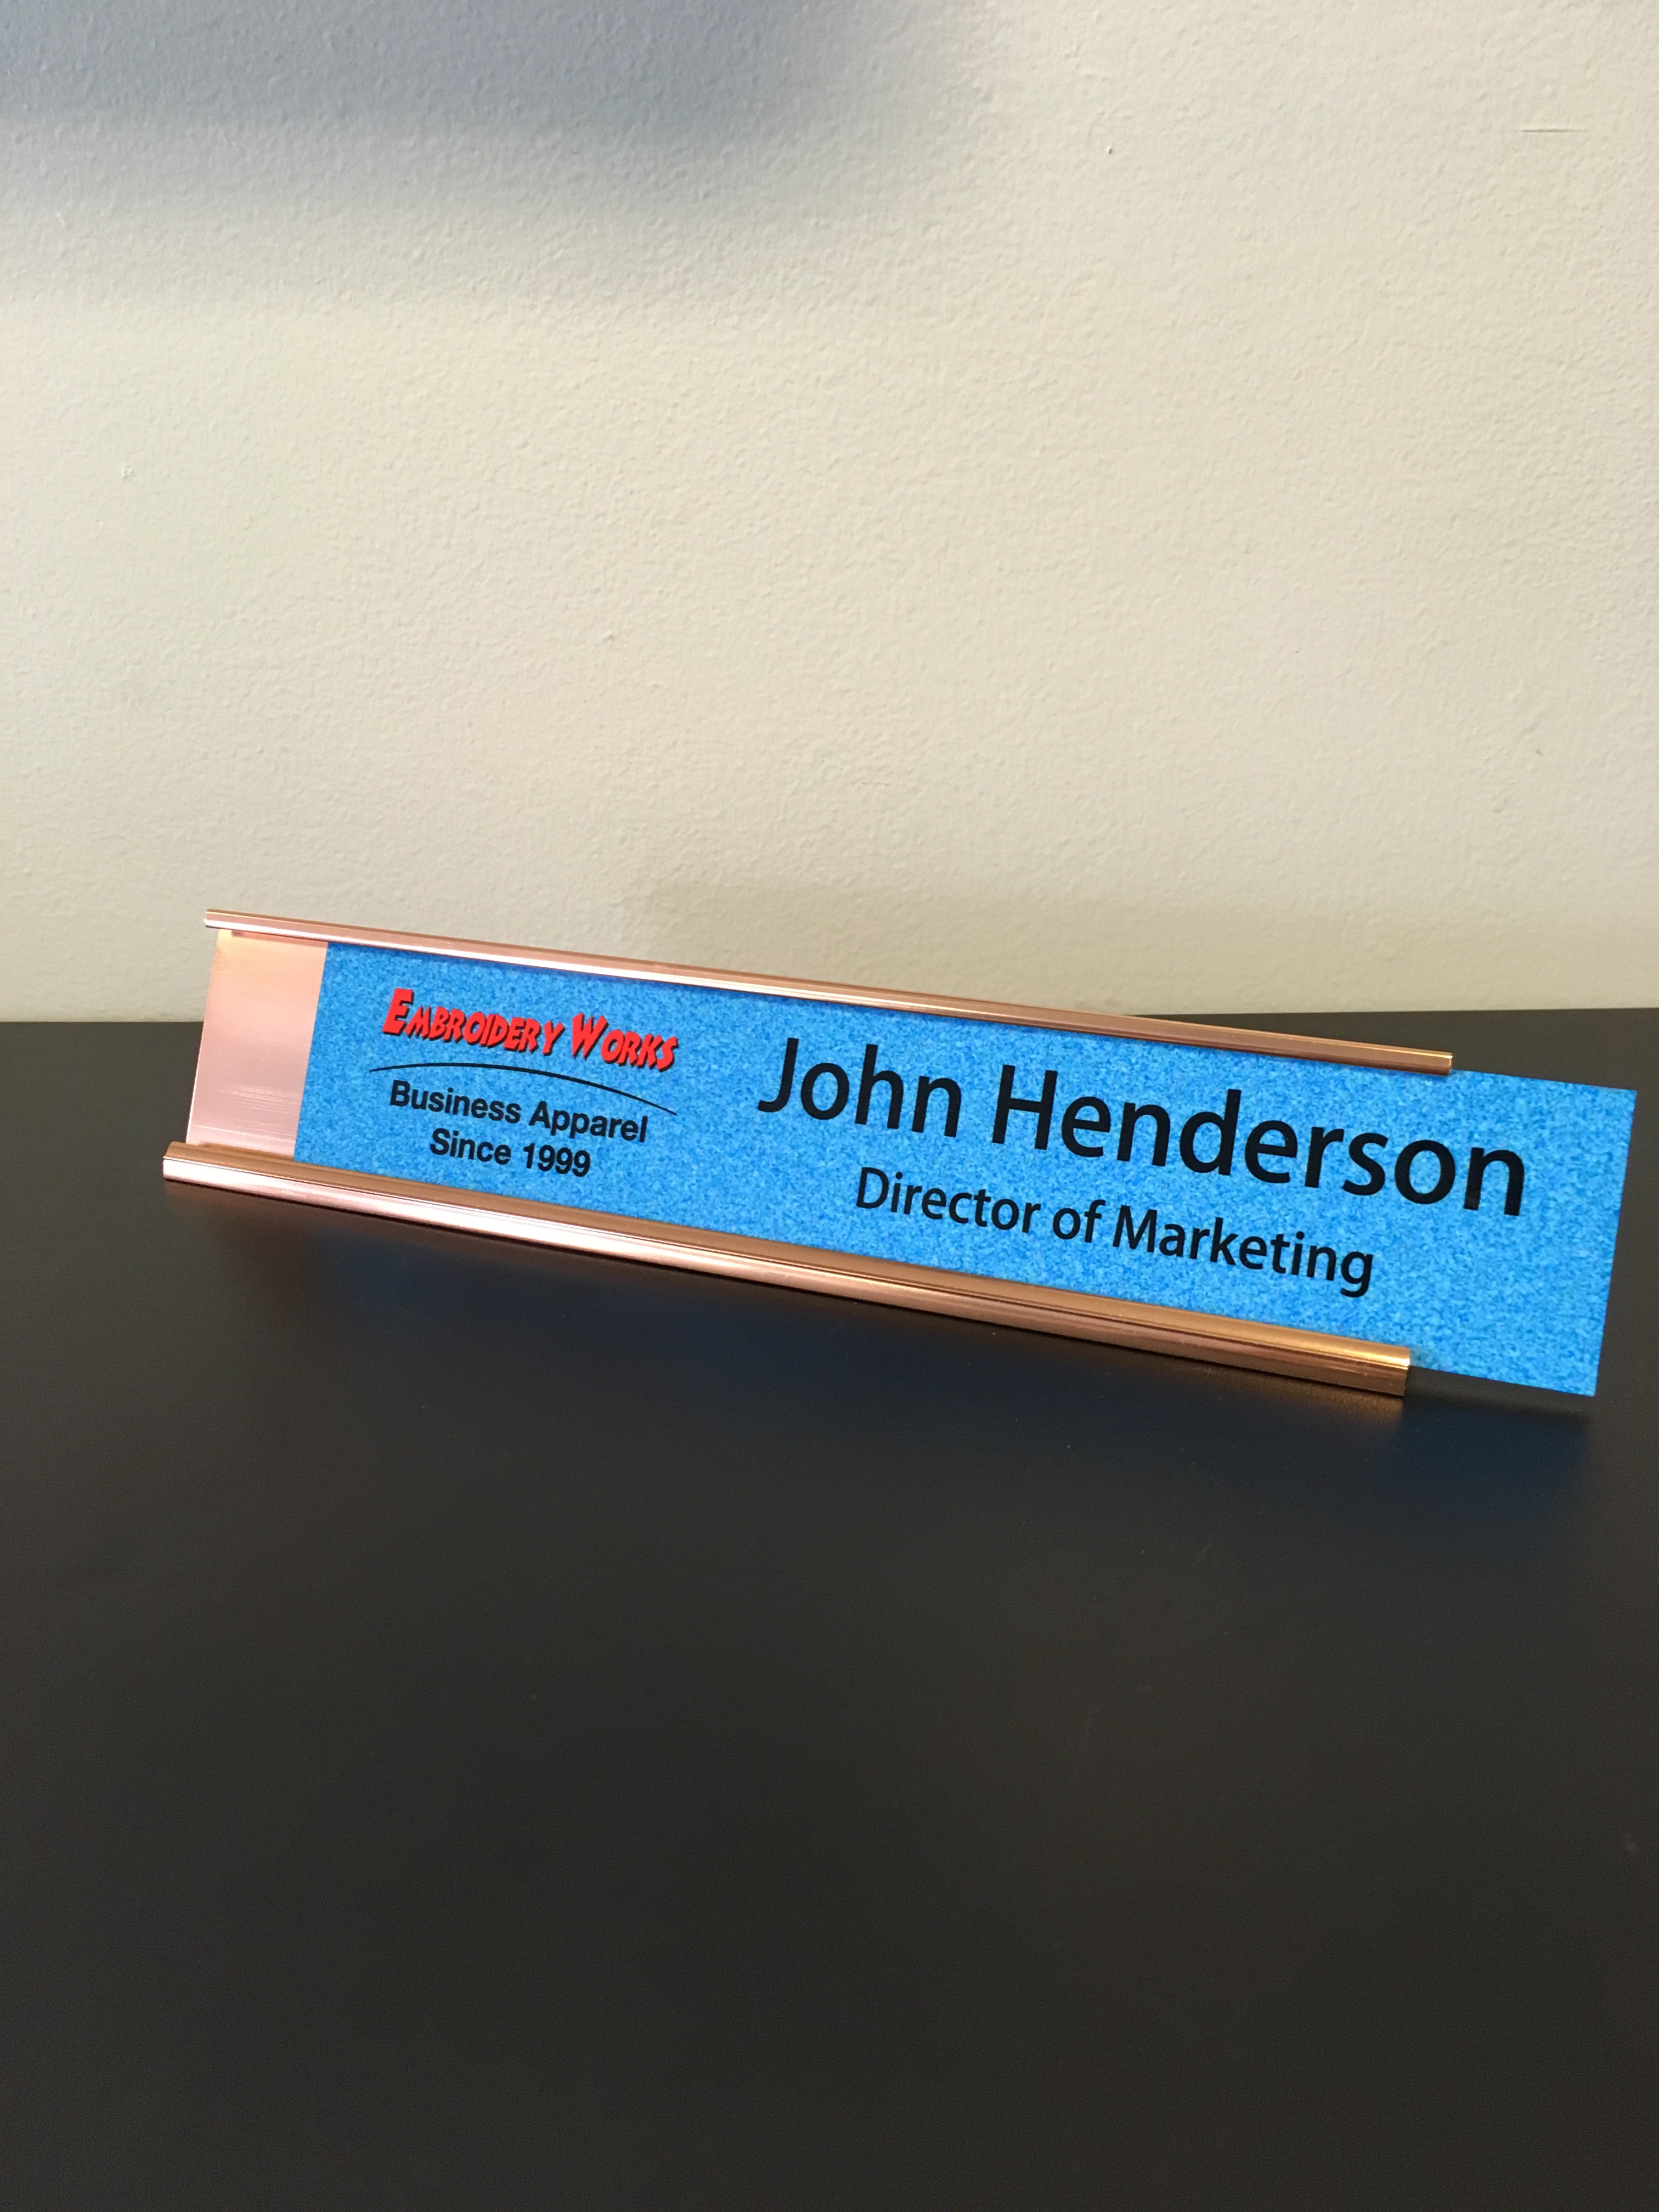 EMBROIDERY WORKS
Business Apparel
Since 1999
John Henderson
Director of Marketing